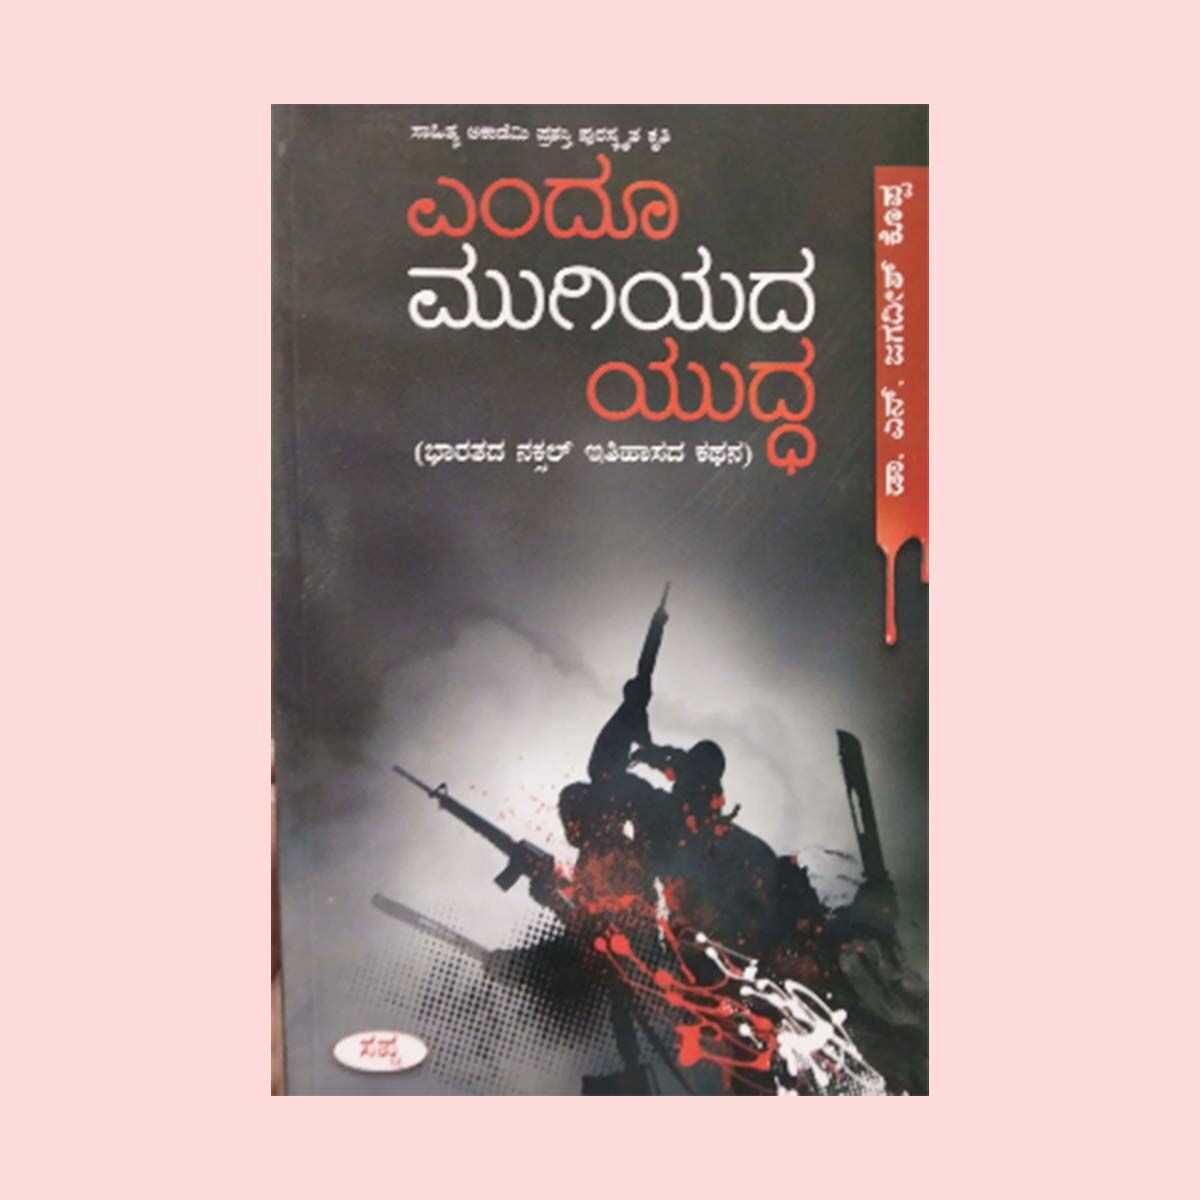 ಸಾಹಿತ್ಯ ಅಕಾಡೆಮಿ ಪ್ರಶಸ್ತಿ ಪುರಸ್ಕೃತ ಕೃತಿ
ಎಂದೂ
ಮುಗಿಯದ
ಯುದ್ಧ
(ಭಾರತದ ನಕ್ಸಲ್ ಇತಿಹಾಸದ ಕಥನ)
ಡಾ. ಎನ್. ಜಗದೀಶ್ ಕೊಪ್ಪ
ಸಪ್ನ